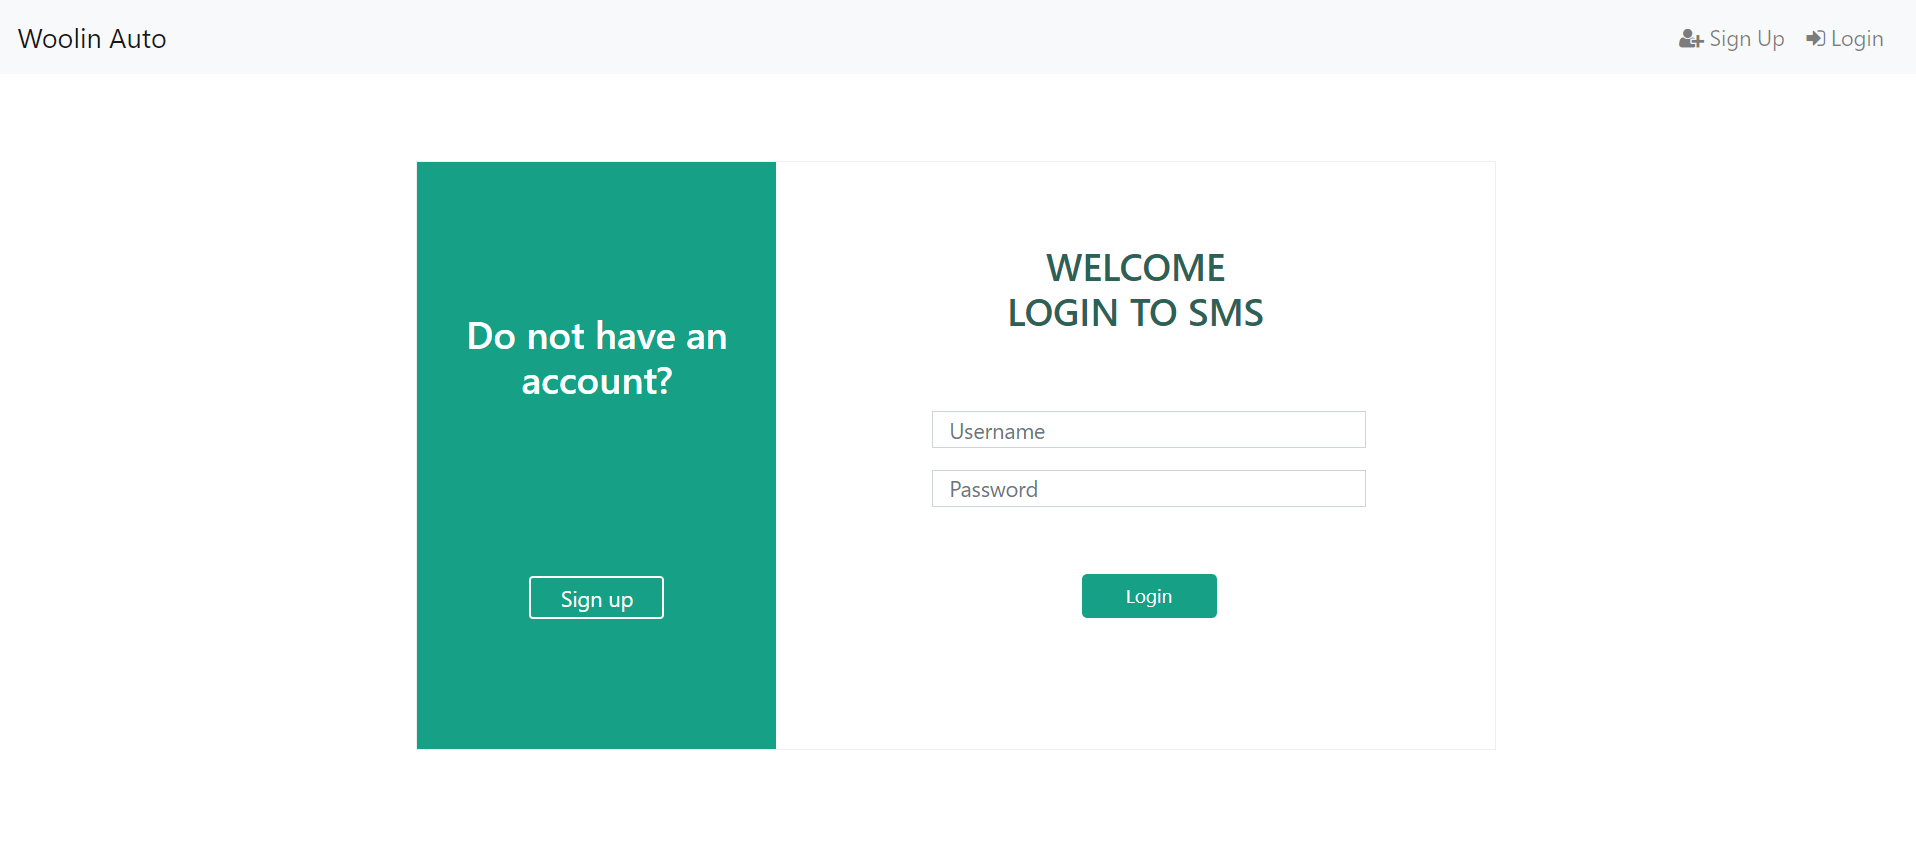 Woolin Auto
Sign Up
Login
Do not have an
account?
Sign up
WELCOME
LOGIN TO SMS
Username
Password
Login